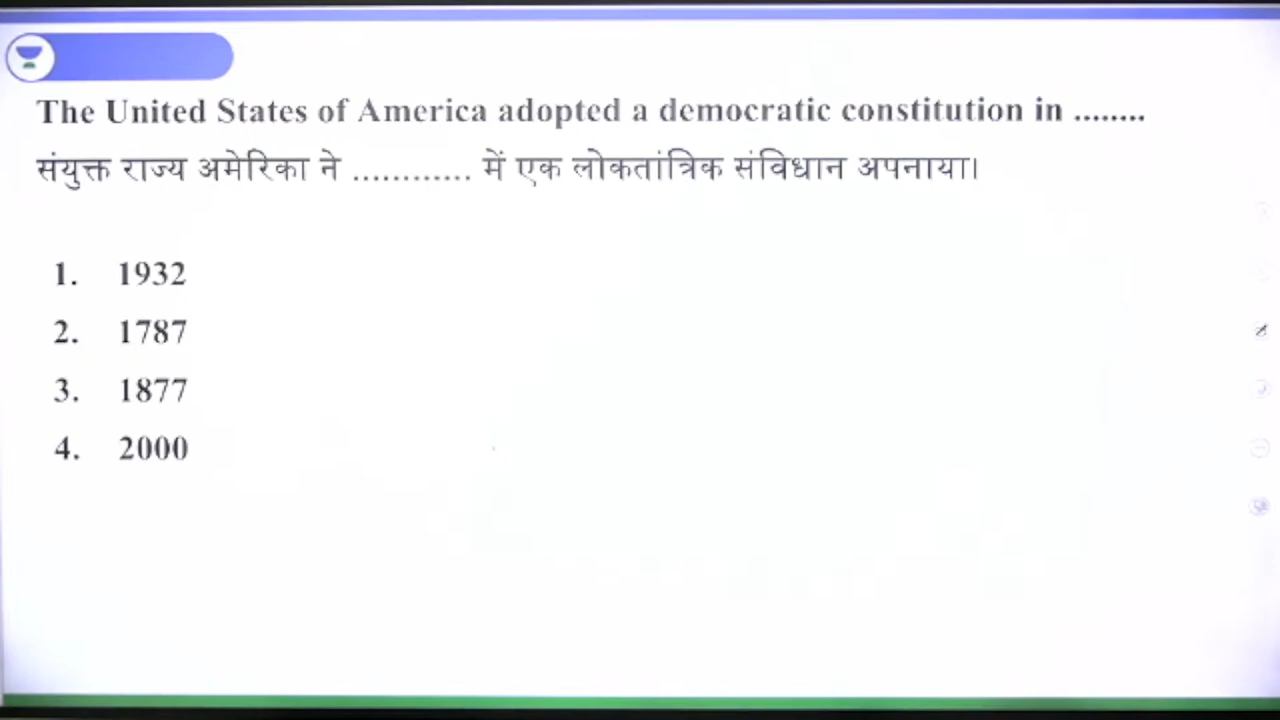 The United States of America adopted a democratic constitution in ........
संयुक्त राज्य अमेरिका ने ............ में एक लोकतांत्रिक संविधान अपनाया।
1. 1932
2. 1787
3. 1877
4. 2000